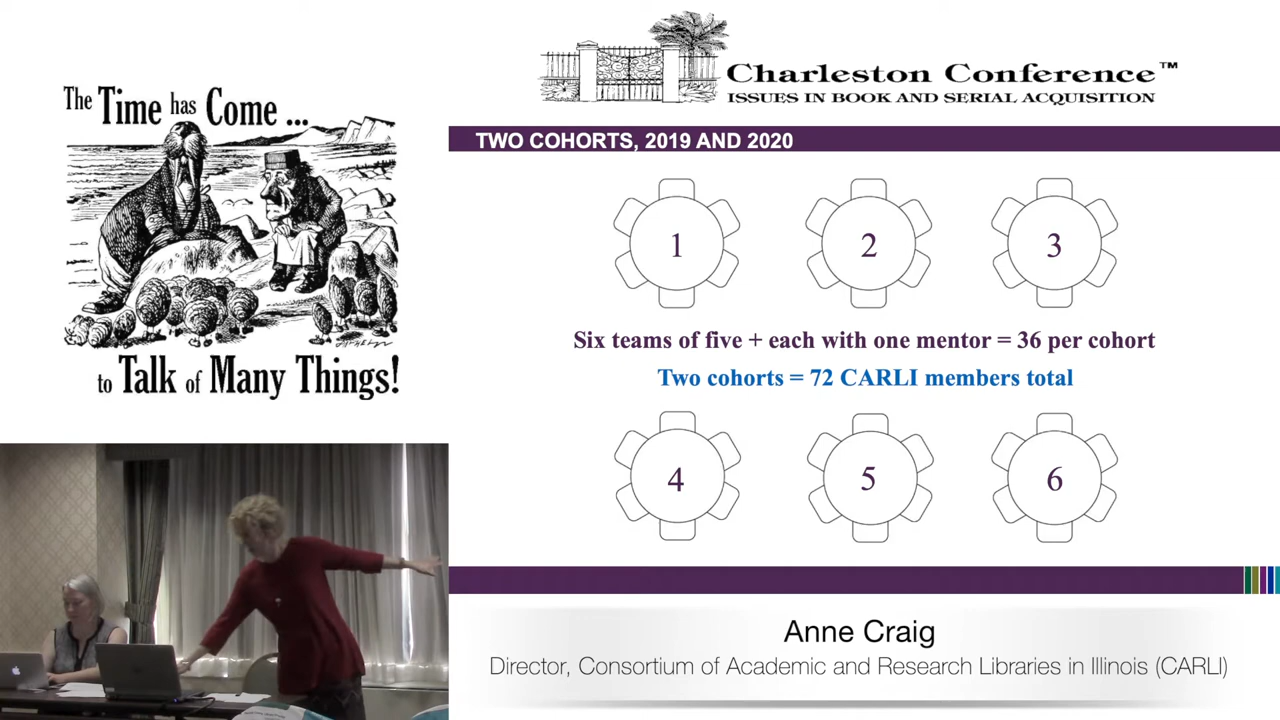 The Time has Come ...
to Talk of Many Things!
Charleston Conference™
ISSUES IN BOOK AND SERIAL ACQUISITION
TWO COHORTS, 2019 AND 2020
1
2
3
Six teams of five + each with one mentor = 36 per cohort
Two cohorts = 72 CARLI members total
4
5
6
Anne Craig
Director, Consortium of Academic and Research Libraries in Illinois (CARLI)